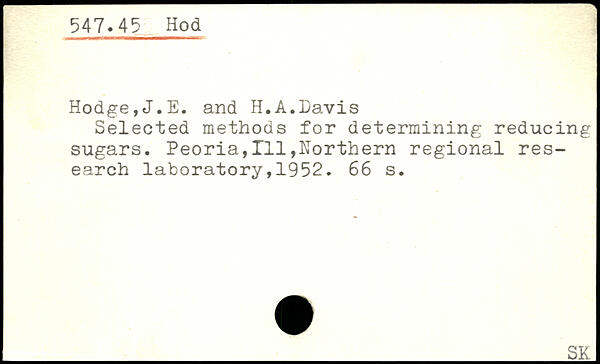 547.45 Hod
Hodge,J.E. and H.A.Davis
Selected methods for determining reducing
sugars. Peoria,Ill,Northern regional res-
earch laboratory,1952. 66 s.
SK